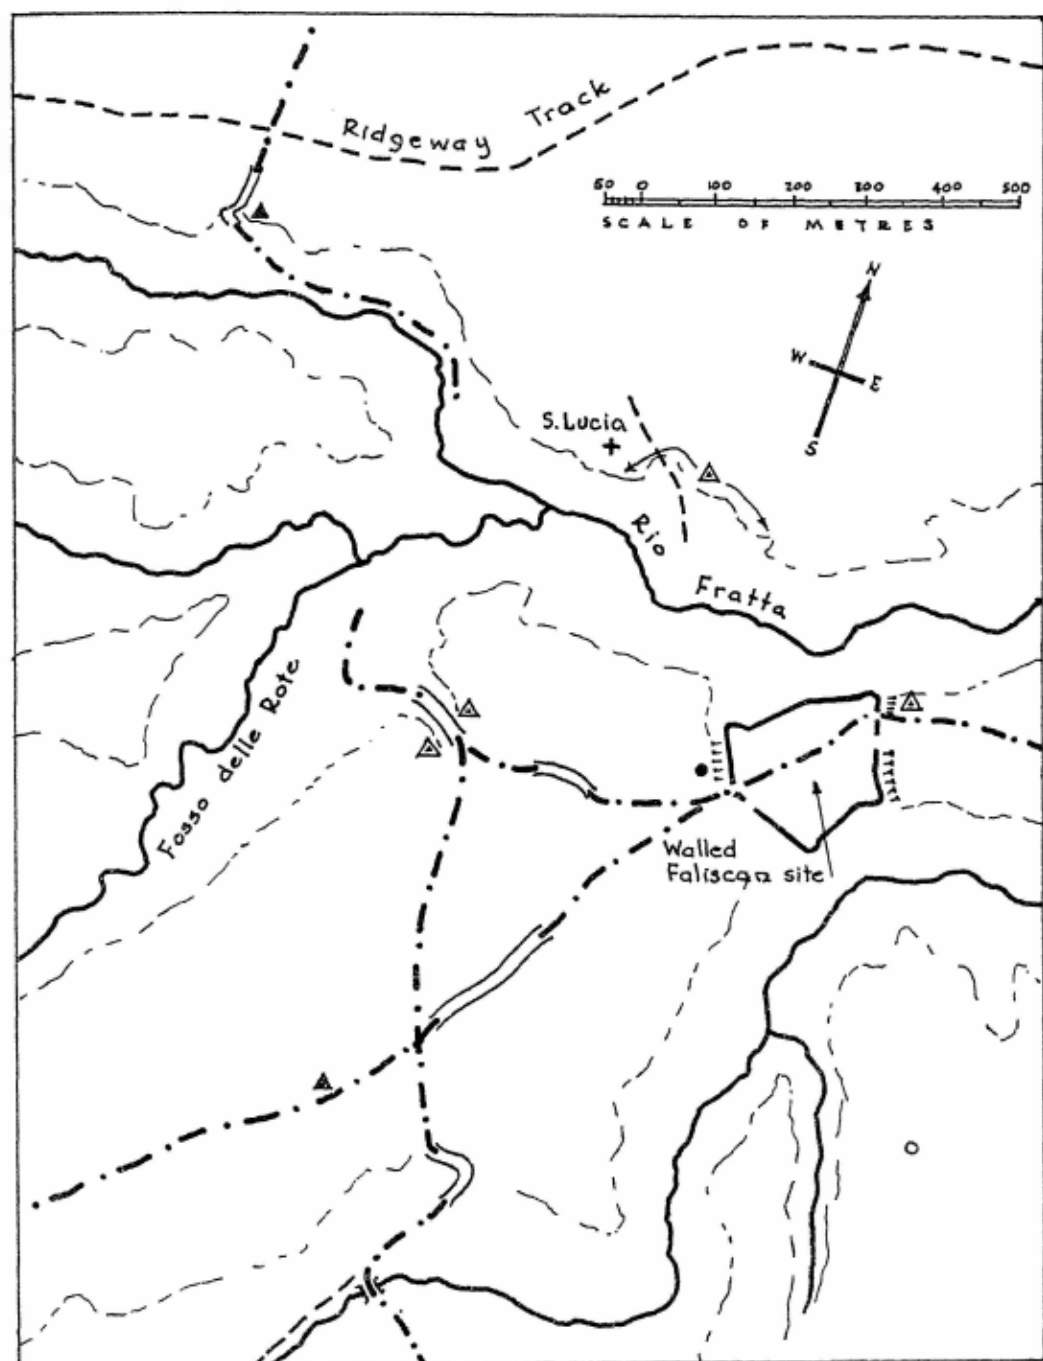 Ridgeway Track
50 0 100 200 300 400 500
SCALE OF METRES
N
W
E
S
S. Lucia
Rio
Fratta
Fosso delle Rote
Walled
Faliscan site